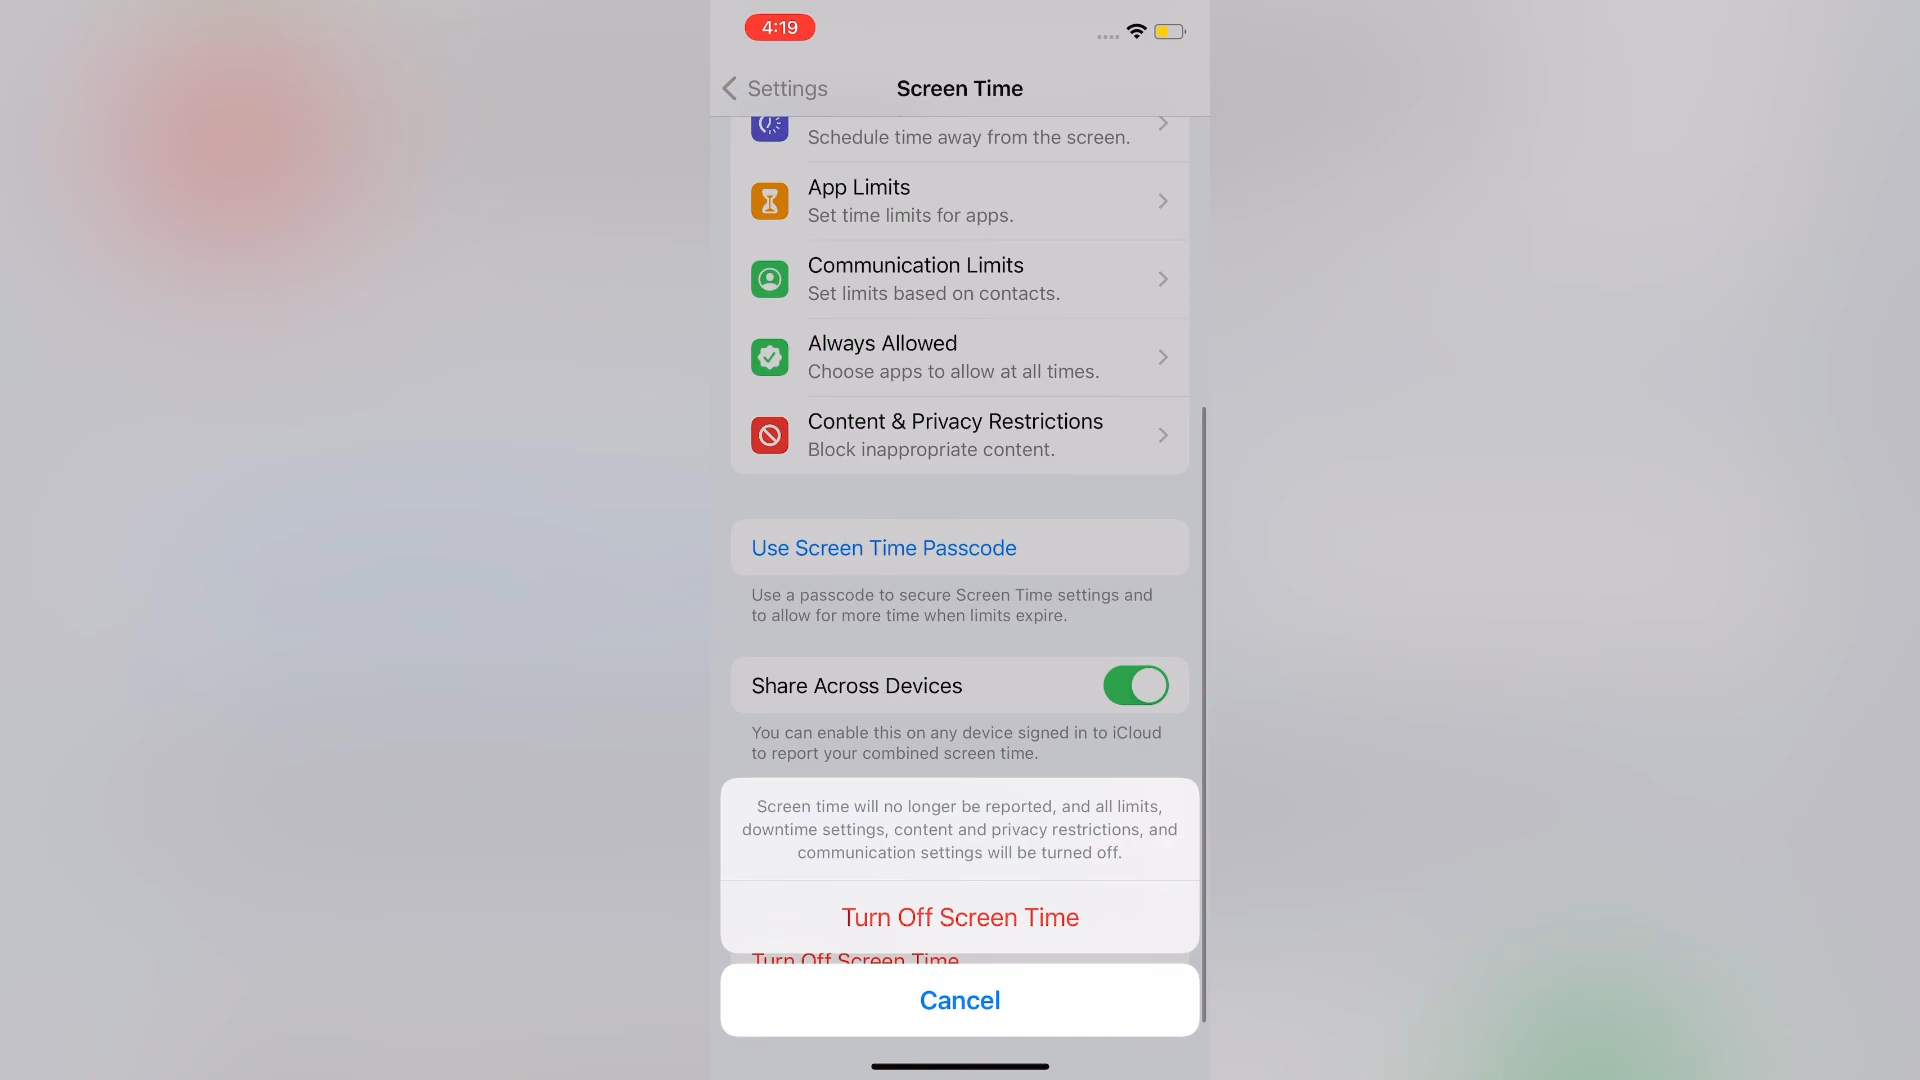 4:19
Settings
Screen Time
Schedule time away from the screen.
App Limits
Set time limits for apps.
Communication Limits
Set limits based on contacts.
Always Allowed
Choose apps to allow at all times.
Content & Privacy Restrictions
Block inappropriate content.
Use Screen Time Passcode
Use a passcode to secure Screen Time settings and
to allow for more time when limits expire.
Share Across Devices
You can enable this on any device signed in to iCloud
to report your combined screen time.
Screen time will no longer be reported, and all limits,
downtime settings, content and privacy restrictions, and
communication settings will be turned off.
Turn Off Screen Time
Turn Off Screen Time
Cancel